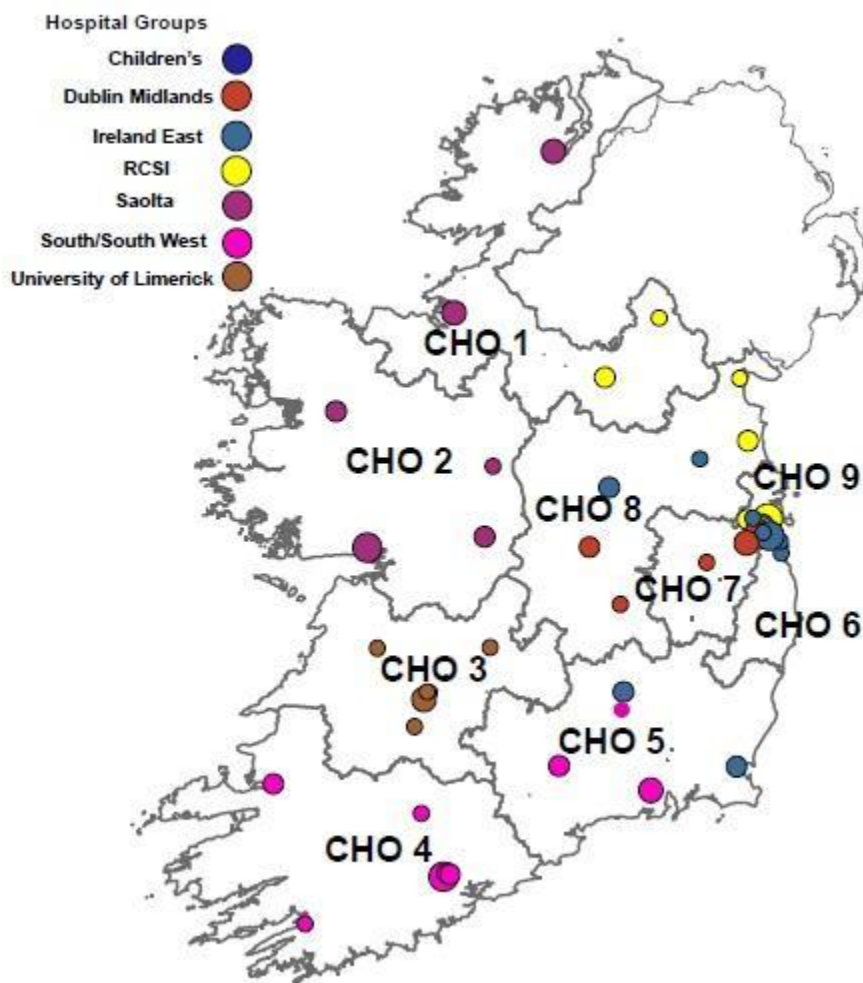 Hospital Groups
Children's
Dublin Midlands
Ireland East
RCSI
Saolta
South/South West
University of Limerick
CHO 1
CHO 2
CHO 9
CHO 8
CHO 7
CHO 6
CHO 3
CHO 5
CHO 4